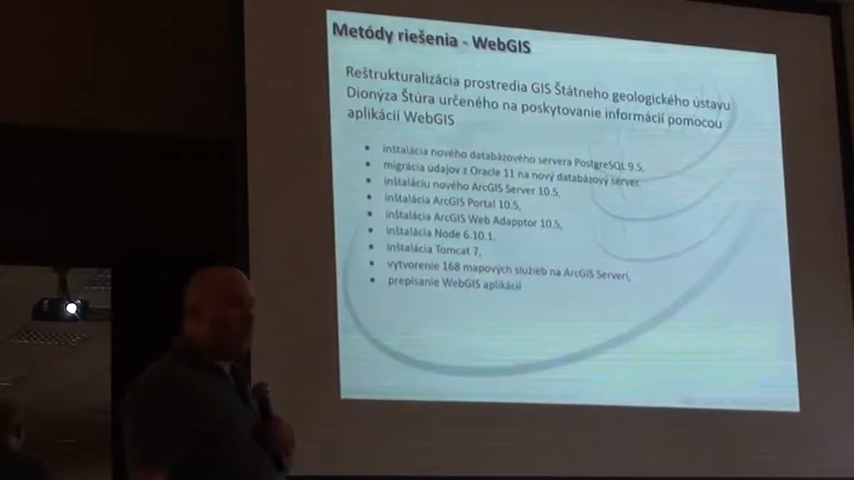 Metódy riešenia - WebGIS
Reštrukturalizácia prostredia GIS Štátneho geologického ústavu
Dionýza Štúra určeného na poskytovanie informácií pomocou
aplikácií WebGIS
• inštalácia nového databázového servera PostgreSQL 9.5,
• migrácia údajov z Oracle 11 na nový databázový server,
• inštaláciu nového ArcGIS Server 10.5,
• inštalácia ArcGIS Portal 10.5,
• inštalácia ArcGIS Web Adapptor 10.5,
• inštalácia Node 6.10.1,
• inštalácia Tomcat 7,
• vytvorenie 168 mapových služieb na ArcGIS Serveri,
• prepisanie WebGIS aplikácií